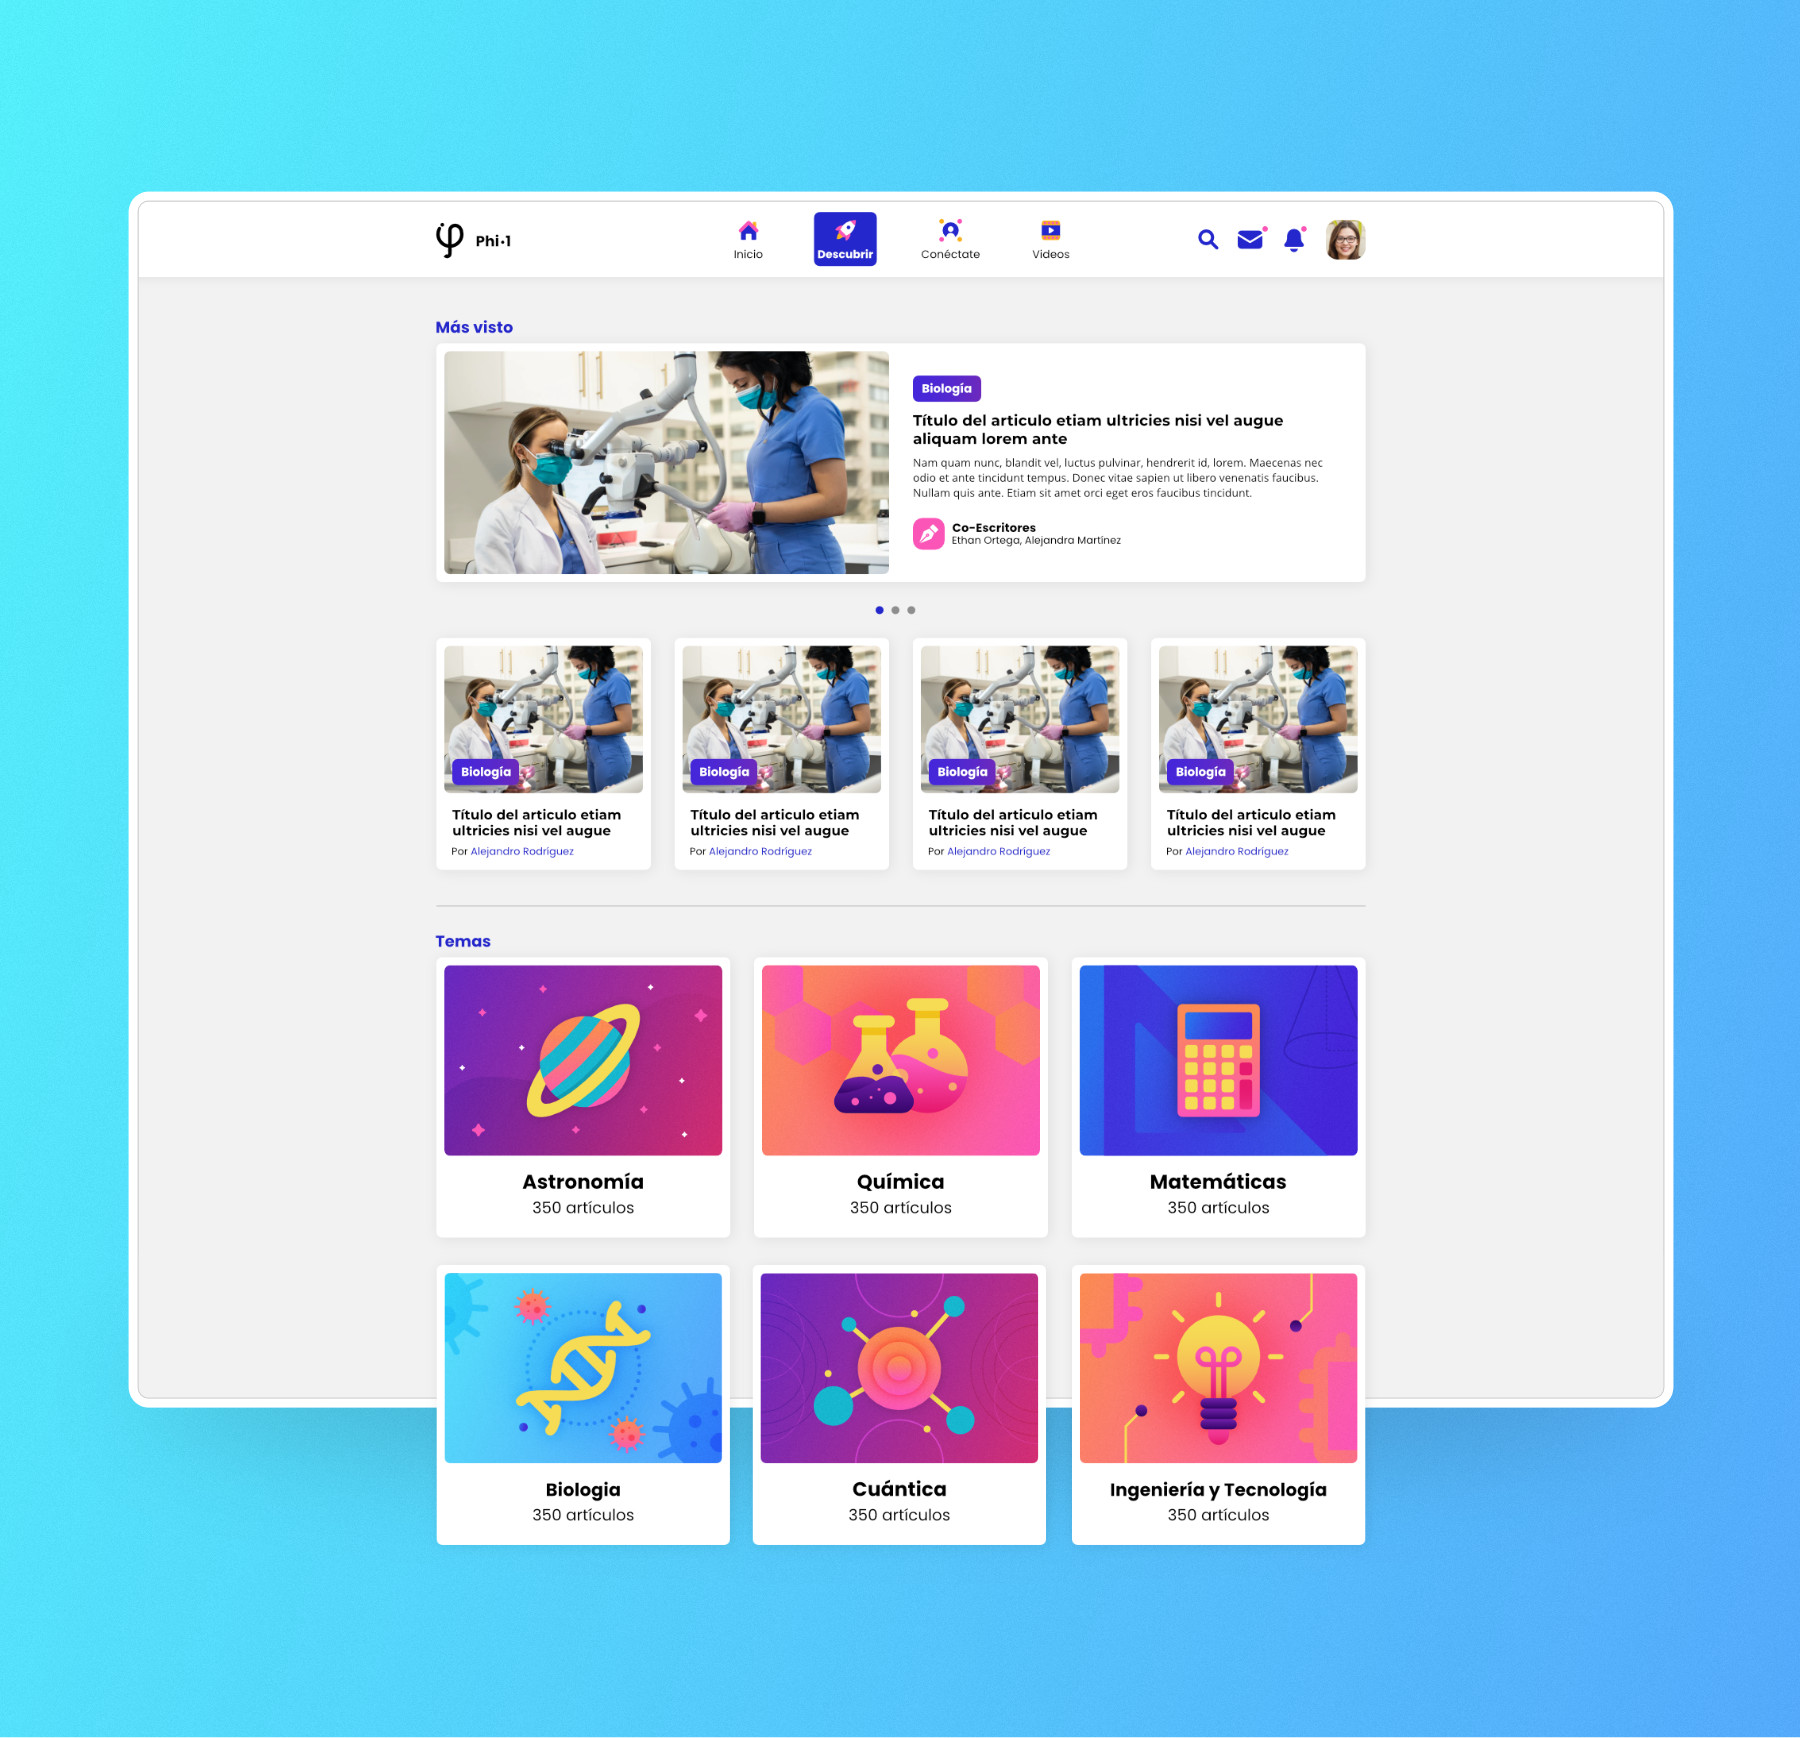 Phi·1
Inicio
Descubrir
Conéctate
Videos
Más visto
Biología
Título del articulo etiam ultricies nisi vel augue
aliquam lorem ante
Nam quam nunc, blandit vel, luctus pulvinar, hendrerit id, lorem. Maecenas nec
odio et ante tincidunt tempus. Donec vitae sapien ut libero venenatis faucibus.
Nullam quis ante. Etiam sit amet orci eget eros faucibus tincidunt.
Co-Escritores
Ethan Ortega, Alejandra Martínez
Biología
Título del articulo etiam
ultricies nisi vel augue
Por Alejandro Rodríguez
Biología
Título del articulo etiam
ultricies nisi vel augue
Por Alejandro Rodríguez
Biología
Título del articulo etiam
ultricies nisi vel augue
Por Alejandro Rodríguez
Biología
Título del articulo etiam
ultricies nisi vel augue
Por Alejandro Rodríguez
Temas
Astronomía
350 artículos
Química
350 artículos
Matemáticas
350 artículos
Biologia
350 artículos
Cuántica
350 artículos
Ingeniería y Tecnología
350 artículos